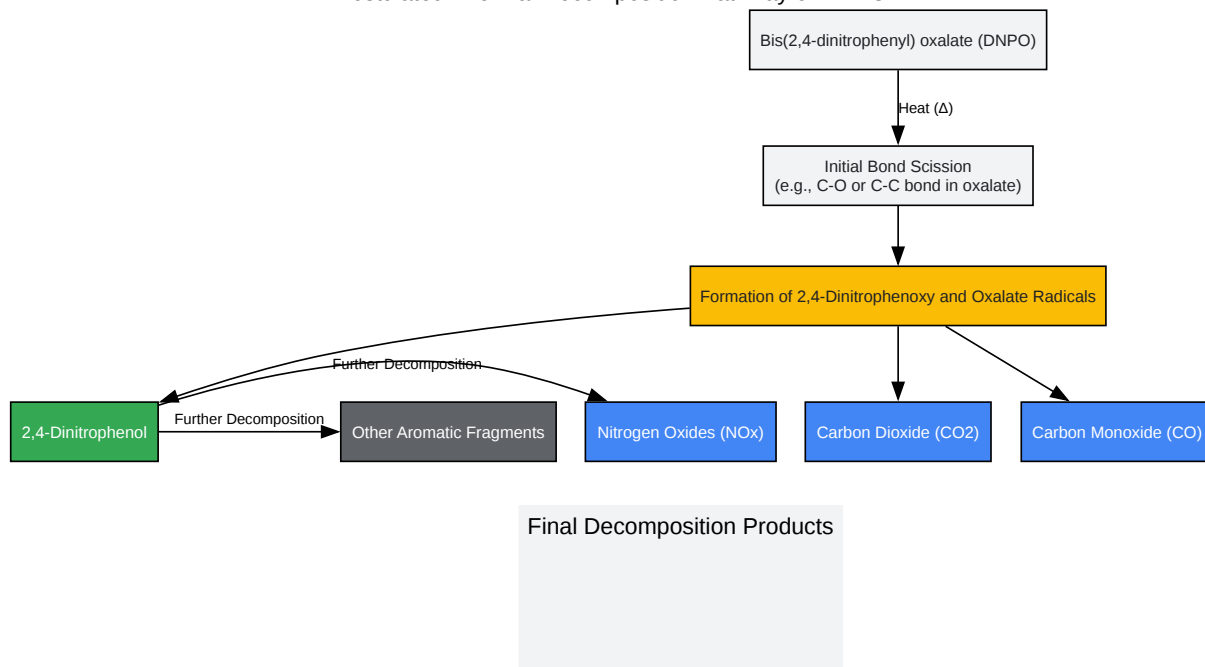 Bis(2,4-dinitrophenyl) oxalate (DNPO)
Heat (Δ)
Initial Bond Scission
(e.g., C-O or C-C bond in oxalate)
Formation of 2,4-Dinitrophenoxy and Oxalate Radicals
Further Decomposition
2,4-Dinitrophenol
Further Decomposition
Other Aromatic Fragments
Nitrogen Oxides (NOx)
Carbon Dioxide (CO2)
Carbon Monoxide (CO)
Final Decomposition Products